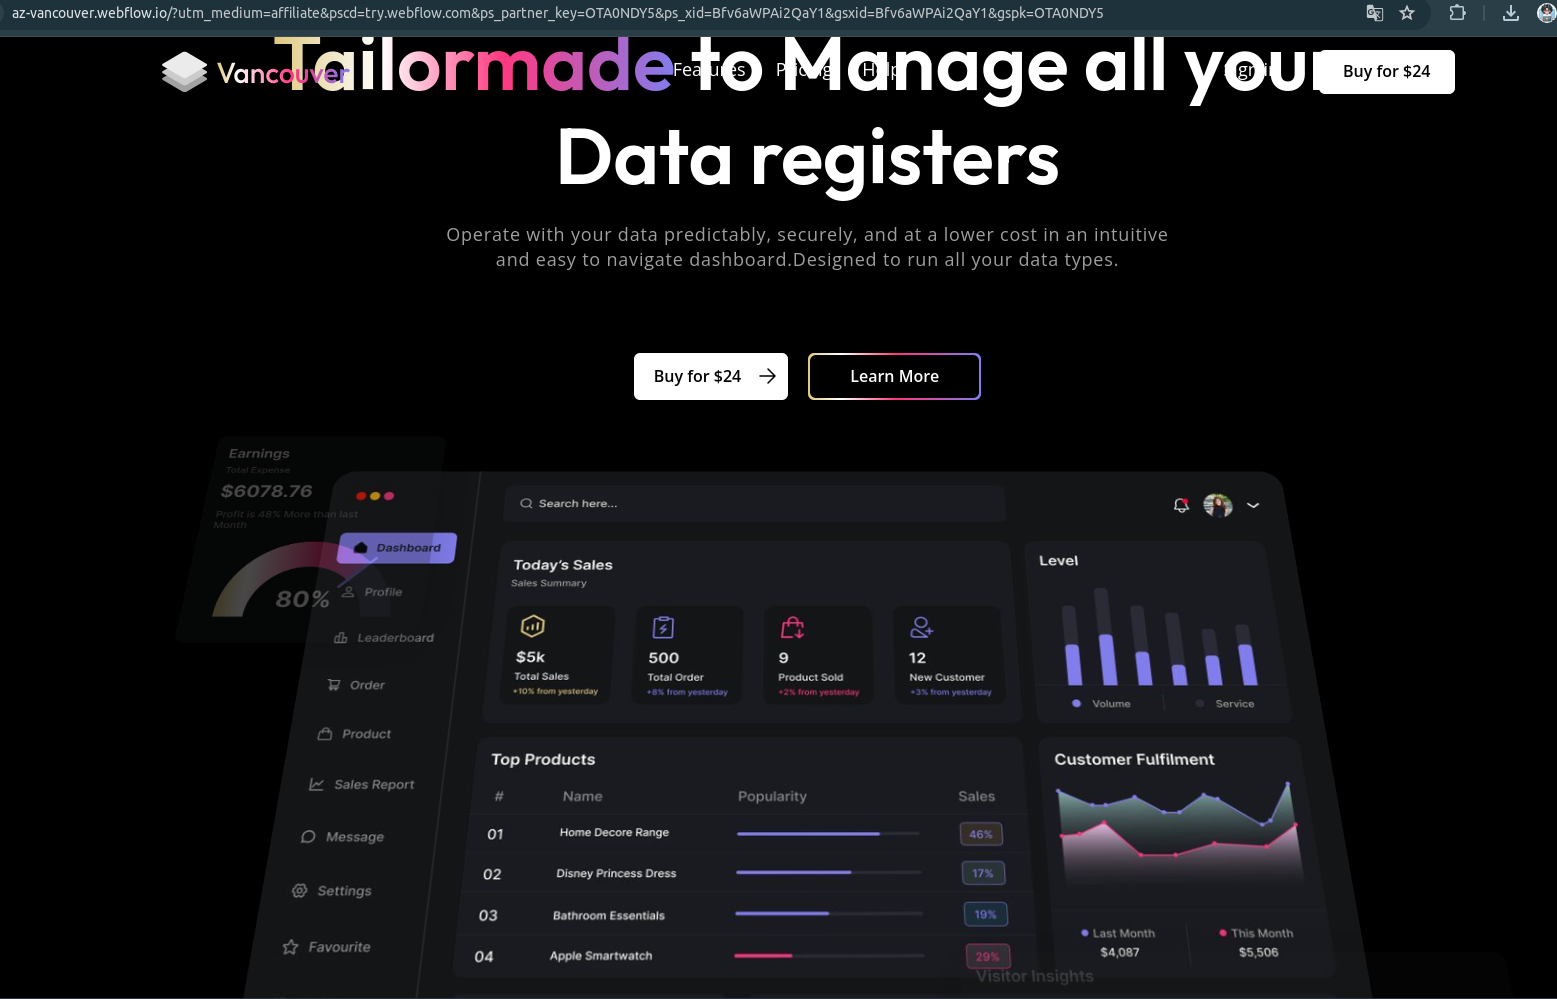 az-vancouver.webflow.io/?utm_medium=affiliate&pscd=try.webflow.com&ps_partner_key=OTA0NDY5&ps_xid=Bfv6aWPAi2QaY1&gsxid=Bfv6aWPAi2QaY1&gspk=OTA0NDY5
Vancouver
Features
Pricing
Help
Sign in
Buy for $24
Tailormade to Manage all your
Data registers
Operate with your data predictably, securely, and at a lower cost in an intuitive
and easy to navigate dashboard.Designed to run all your data types.
Buy for $24
Learn More
Earnings
Total Expense
$6078.76
Profit is 48% More than last
Month
80%
Dashboard
Profile
Leaderboard
Order
Product
Sales Report
Message
Settings
Favourite
Search here...
Today's Sales
Sales Summary
$5k
Total Sales
+10% from yesterday
500
Total Order
+8% from yesterday
9
Product Sold
+2% from yesterday
12
New Customer
+3% from yesterday
Level
Volume
Service
Top Products
# Name Popularity Sales
01 Home Decore Range 46%
02 Disney Princess Dress 17%
03 Bathroom Essentials 19%
04 Apple Smartwatch 29%
Customer Fulfilment
Last Month
$4,087
This Month
$5,506
Visitor Insights